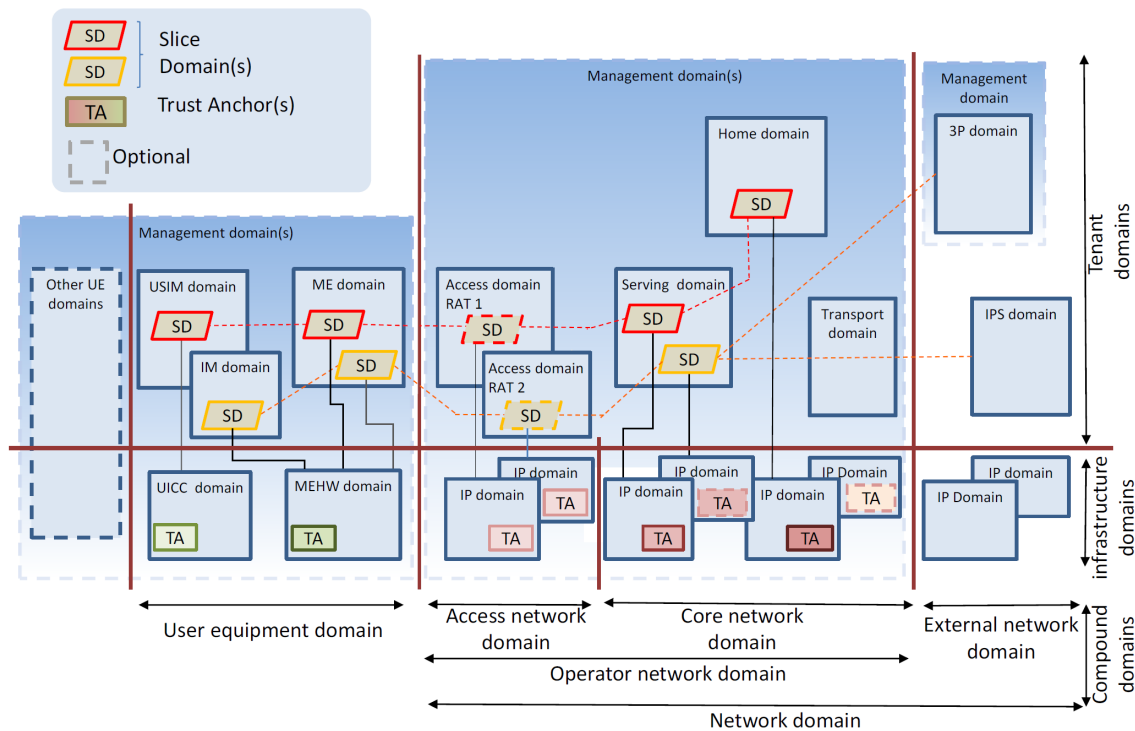 SD
Slice
Domain(s)
SD
TA
Trust Anchor(s)
Optional
Management domain(s)
Management
domain
3P domain
Home domain
SD
Management domain(s)
Other UE
domains
USIM domain
SD
ME domain
SD
IM domain
SD
SD
Access domain
RAT 1
SD
Access domain
RAT 2
SD
Serving domain
SD
SD
Transport
domain
IPS domain
Tenant
domains
UICC domain
TA
MEHW domain
TA
IP domain
TA
IP domain
TA
IP domain
TA
IP domain
TA
IP Domain
TA
IP domain
TA
IP domain
IP Domain
infrastructure
domains
User equipment domain
Access network
domain
Core network
domain
External network
domain
Operator network domain
Network domain
Compound
domains